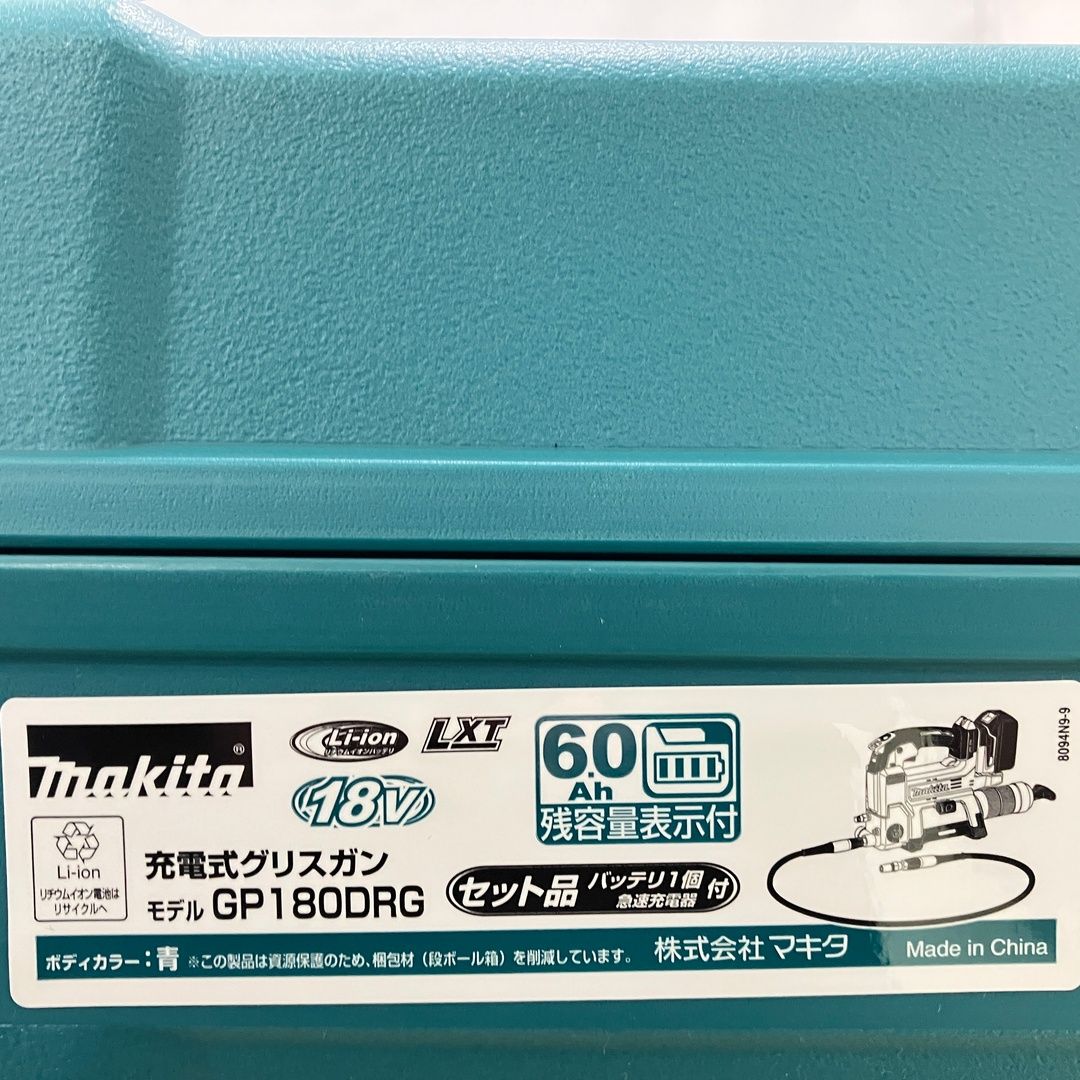 makita®
Li-ion
リチウムイオンバッテリ
LXT
18V
6.0
Ah
残容量表示付
makita
8094N9-9
Li-ion
リチウムイオン電池は
リサイクルへ
充電式グリスガン
モデル GP180DRG
セット品 バッテリ1個
急速充電器 付
ボディカラー：青 ※この製品は資源保護のため、梱包材（段ボール箱）を削減しています。 株式会社マキタ Made in China